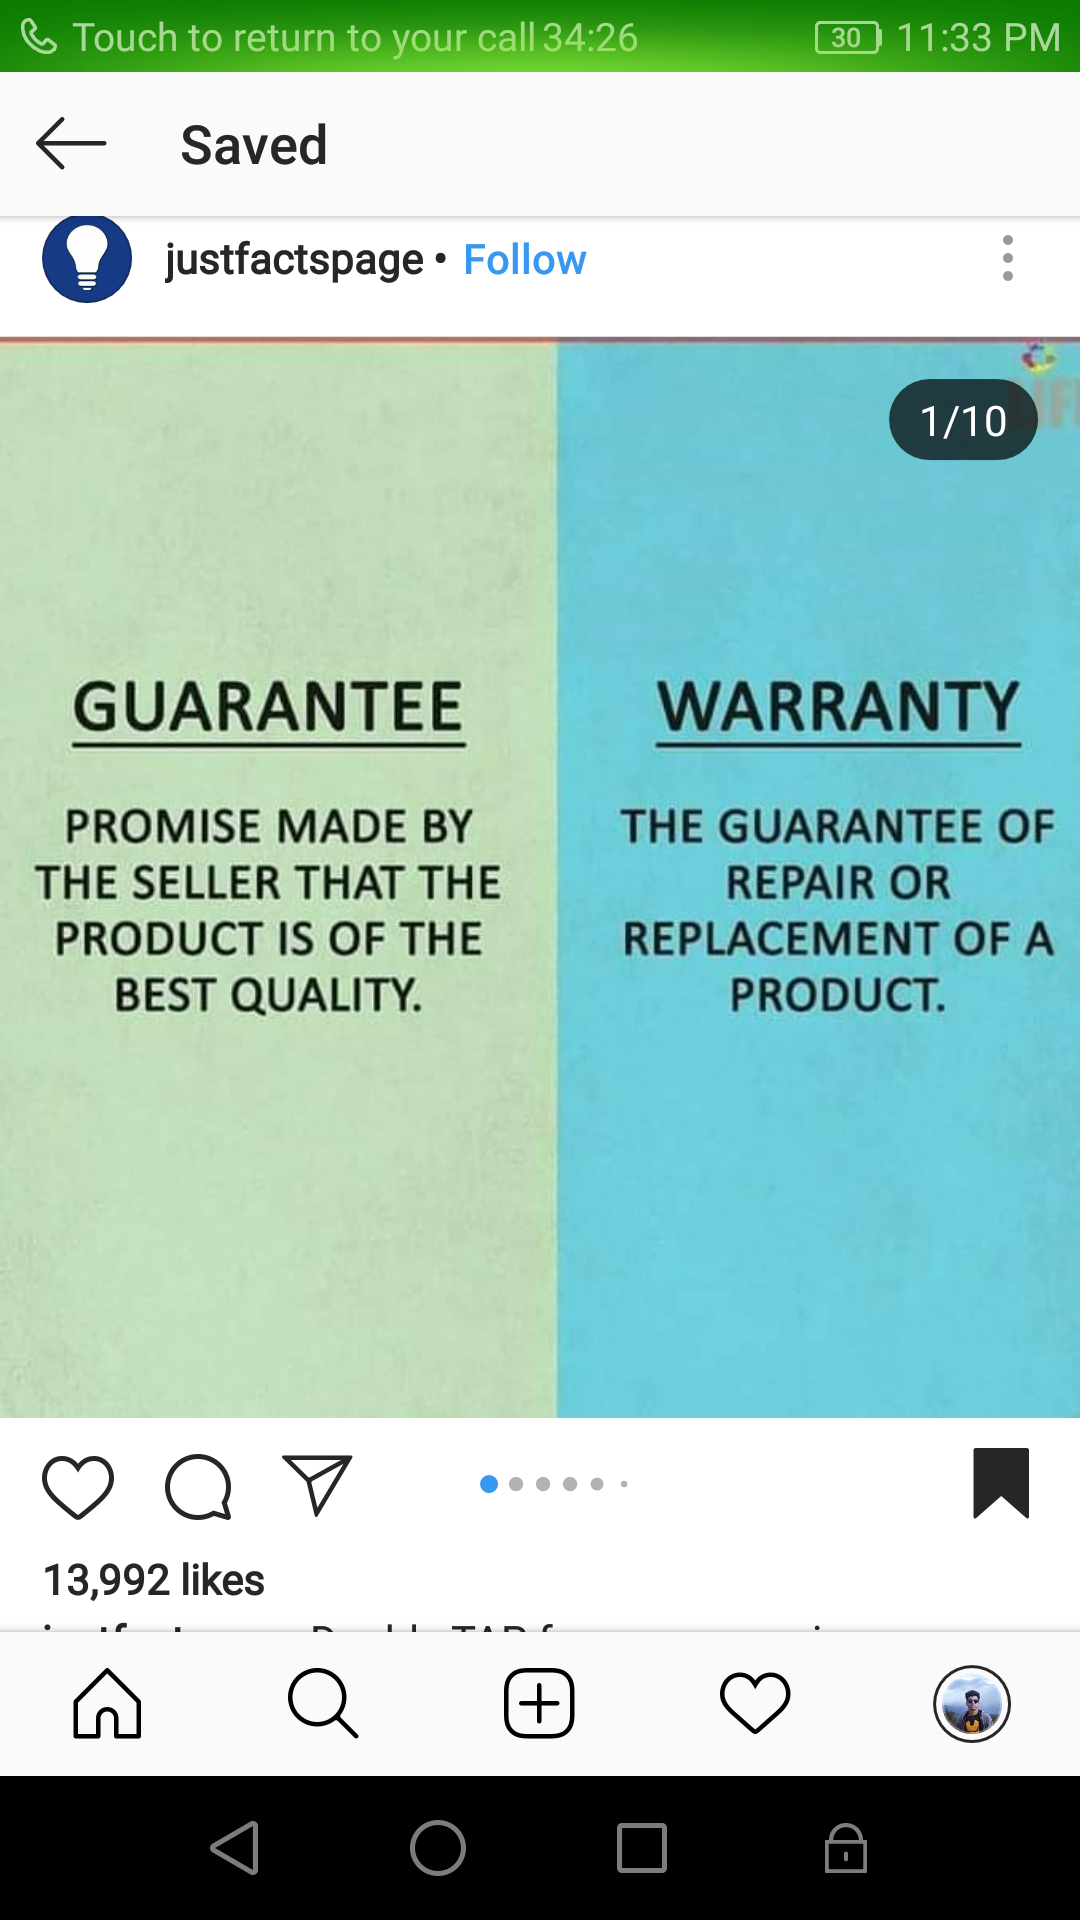 Touch to return to your call 34:26
30 11:33 PM
Saved
justfactspage • Follow
1/10
GUARANTEE
PROMISE MADE BY
THE SELLER THAT THE
PRODUCT IS OF THE
BEST QUALITY.
WARRANTY
THE GUARANTEE OF
REPAIR OR
REPLACEMENT OF A
PRODUCT.
13,992 likes